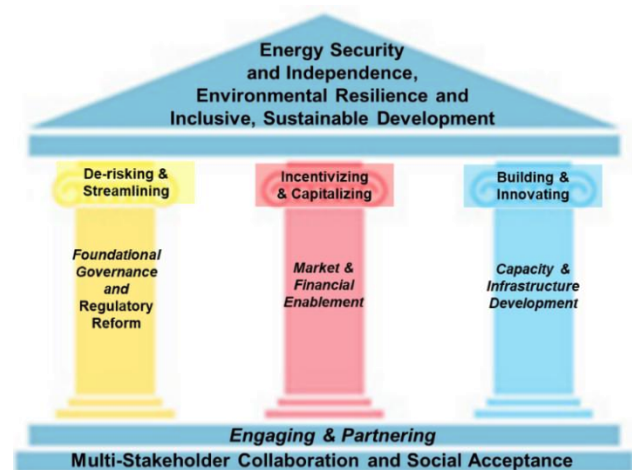 Energy Security
and Independence,
Environmental Resilience and
Inclusive, Sustainable Development
De-risking &
Streamlining
Foundational
Governance
and
Regulatory
Reform
Incentivizing
& Capitalizing
Market &
Financial
Enablement
Building &
Innovating
Capacity &
Infrastructure
Development
Engaging & Partnering
Multi-Stakeholder Collaboration and Social Acceptance